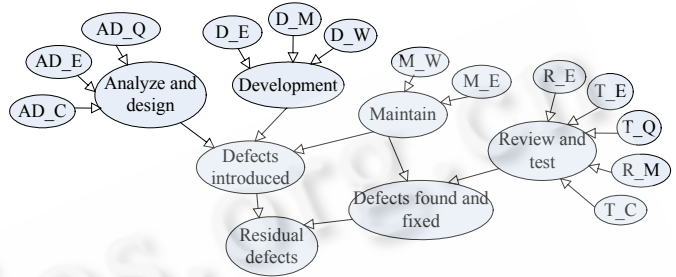 AD_Q
AD_E
AD_C
Analyze and
design
D_E
D_M
D_W
Development
M_W
M_E
Maintain
R_E
T_E
T_Q
R_M
T_C
Review and
test
Defects
introduced
Defects found and
fixed
Residual
defects